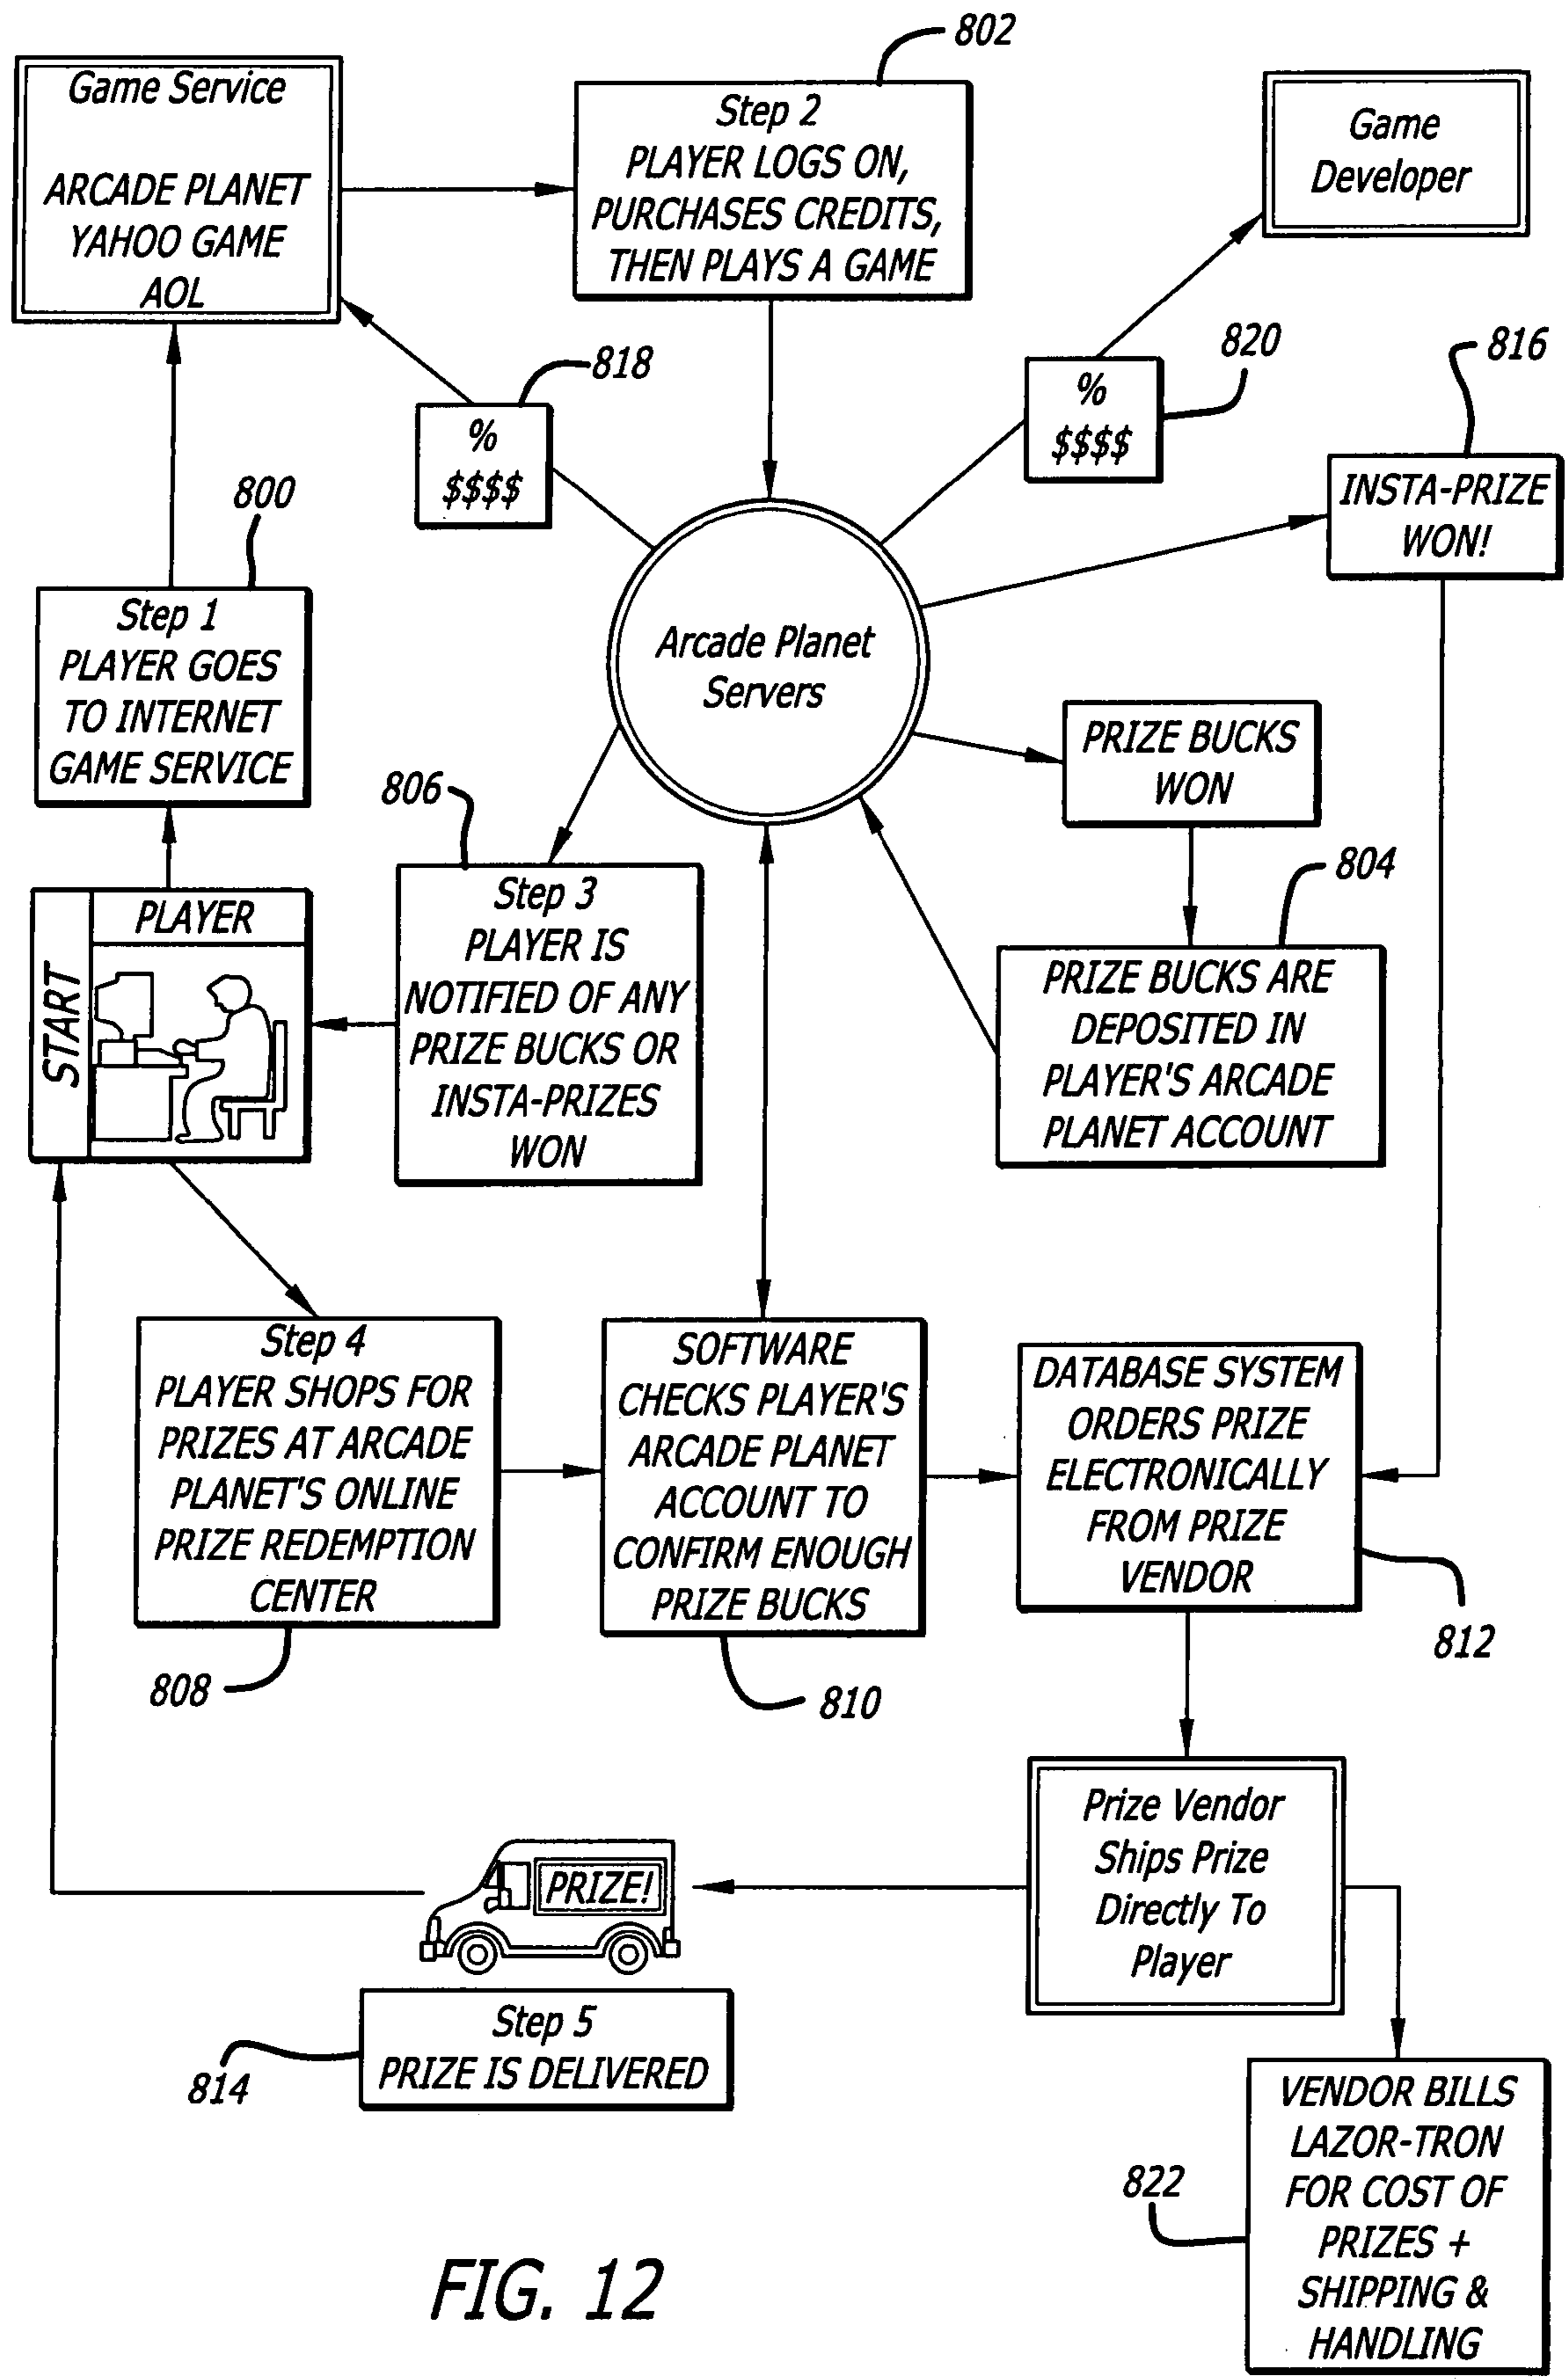 802
Game Service
ARCADE PLANET
YAHOO GAME
AOL
Step 2
PLAYER LOGS ON,
PURCHASES CREDITS,
THEN PLAYS A GAME
Game
Developer
818
%
$$$$
820
%
$$$$
816
INSTA-PRIZE
WON!
800
Step 1
PLAYER GOES
TO INTERNET
GAME SERVICE
Arcade Planet
Servers
PRIZE BUCKS
WON
806
Step 3
PLAYER IS
NOTIFIED OF ANY
PRIZE BUCKS OR
INSTA-PRIZES
WON
804
PRIZE BUCKS ARE
DEPOSITED IN
PLAYER'S ARCADE
PLANET ACCOUNT
START
PLAYER
Step 4
PLAYER SHOPS FOR
PRIZES AT ARCADE
PLANET'S ONLINE
PRIZE REDEMPTION
CENTER
808
SOFTWARE
CHECKS PLAYER'S
ARCADE PLANET
ACCOUNT TO
CONFIRM ENOUGH
PRIZE BUCKS
810
DATABASE SYSTEM
ORDERS PRIZE
ELECTRONICALLY
FROM PRIZE
VENDOR
812
Prize Vendor
Ships Prize
Directly To
Player
PRIZE!
Step 5
PRIZE IS DELIVERED
814
VENDOR BILLS
LAZOR-TRON
FOR COST OF
PRIZES +
SHIPPING &
HANDLING
822
FIG. 12